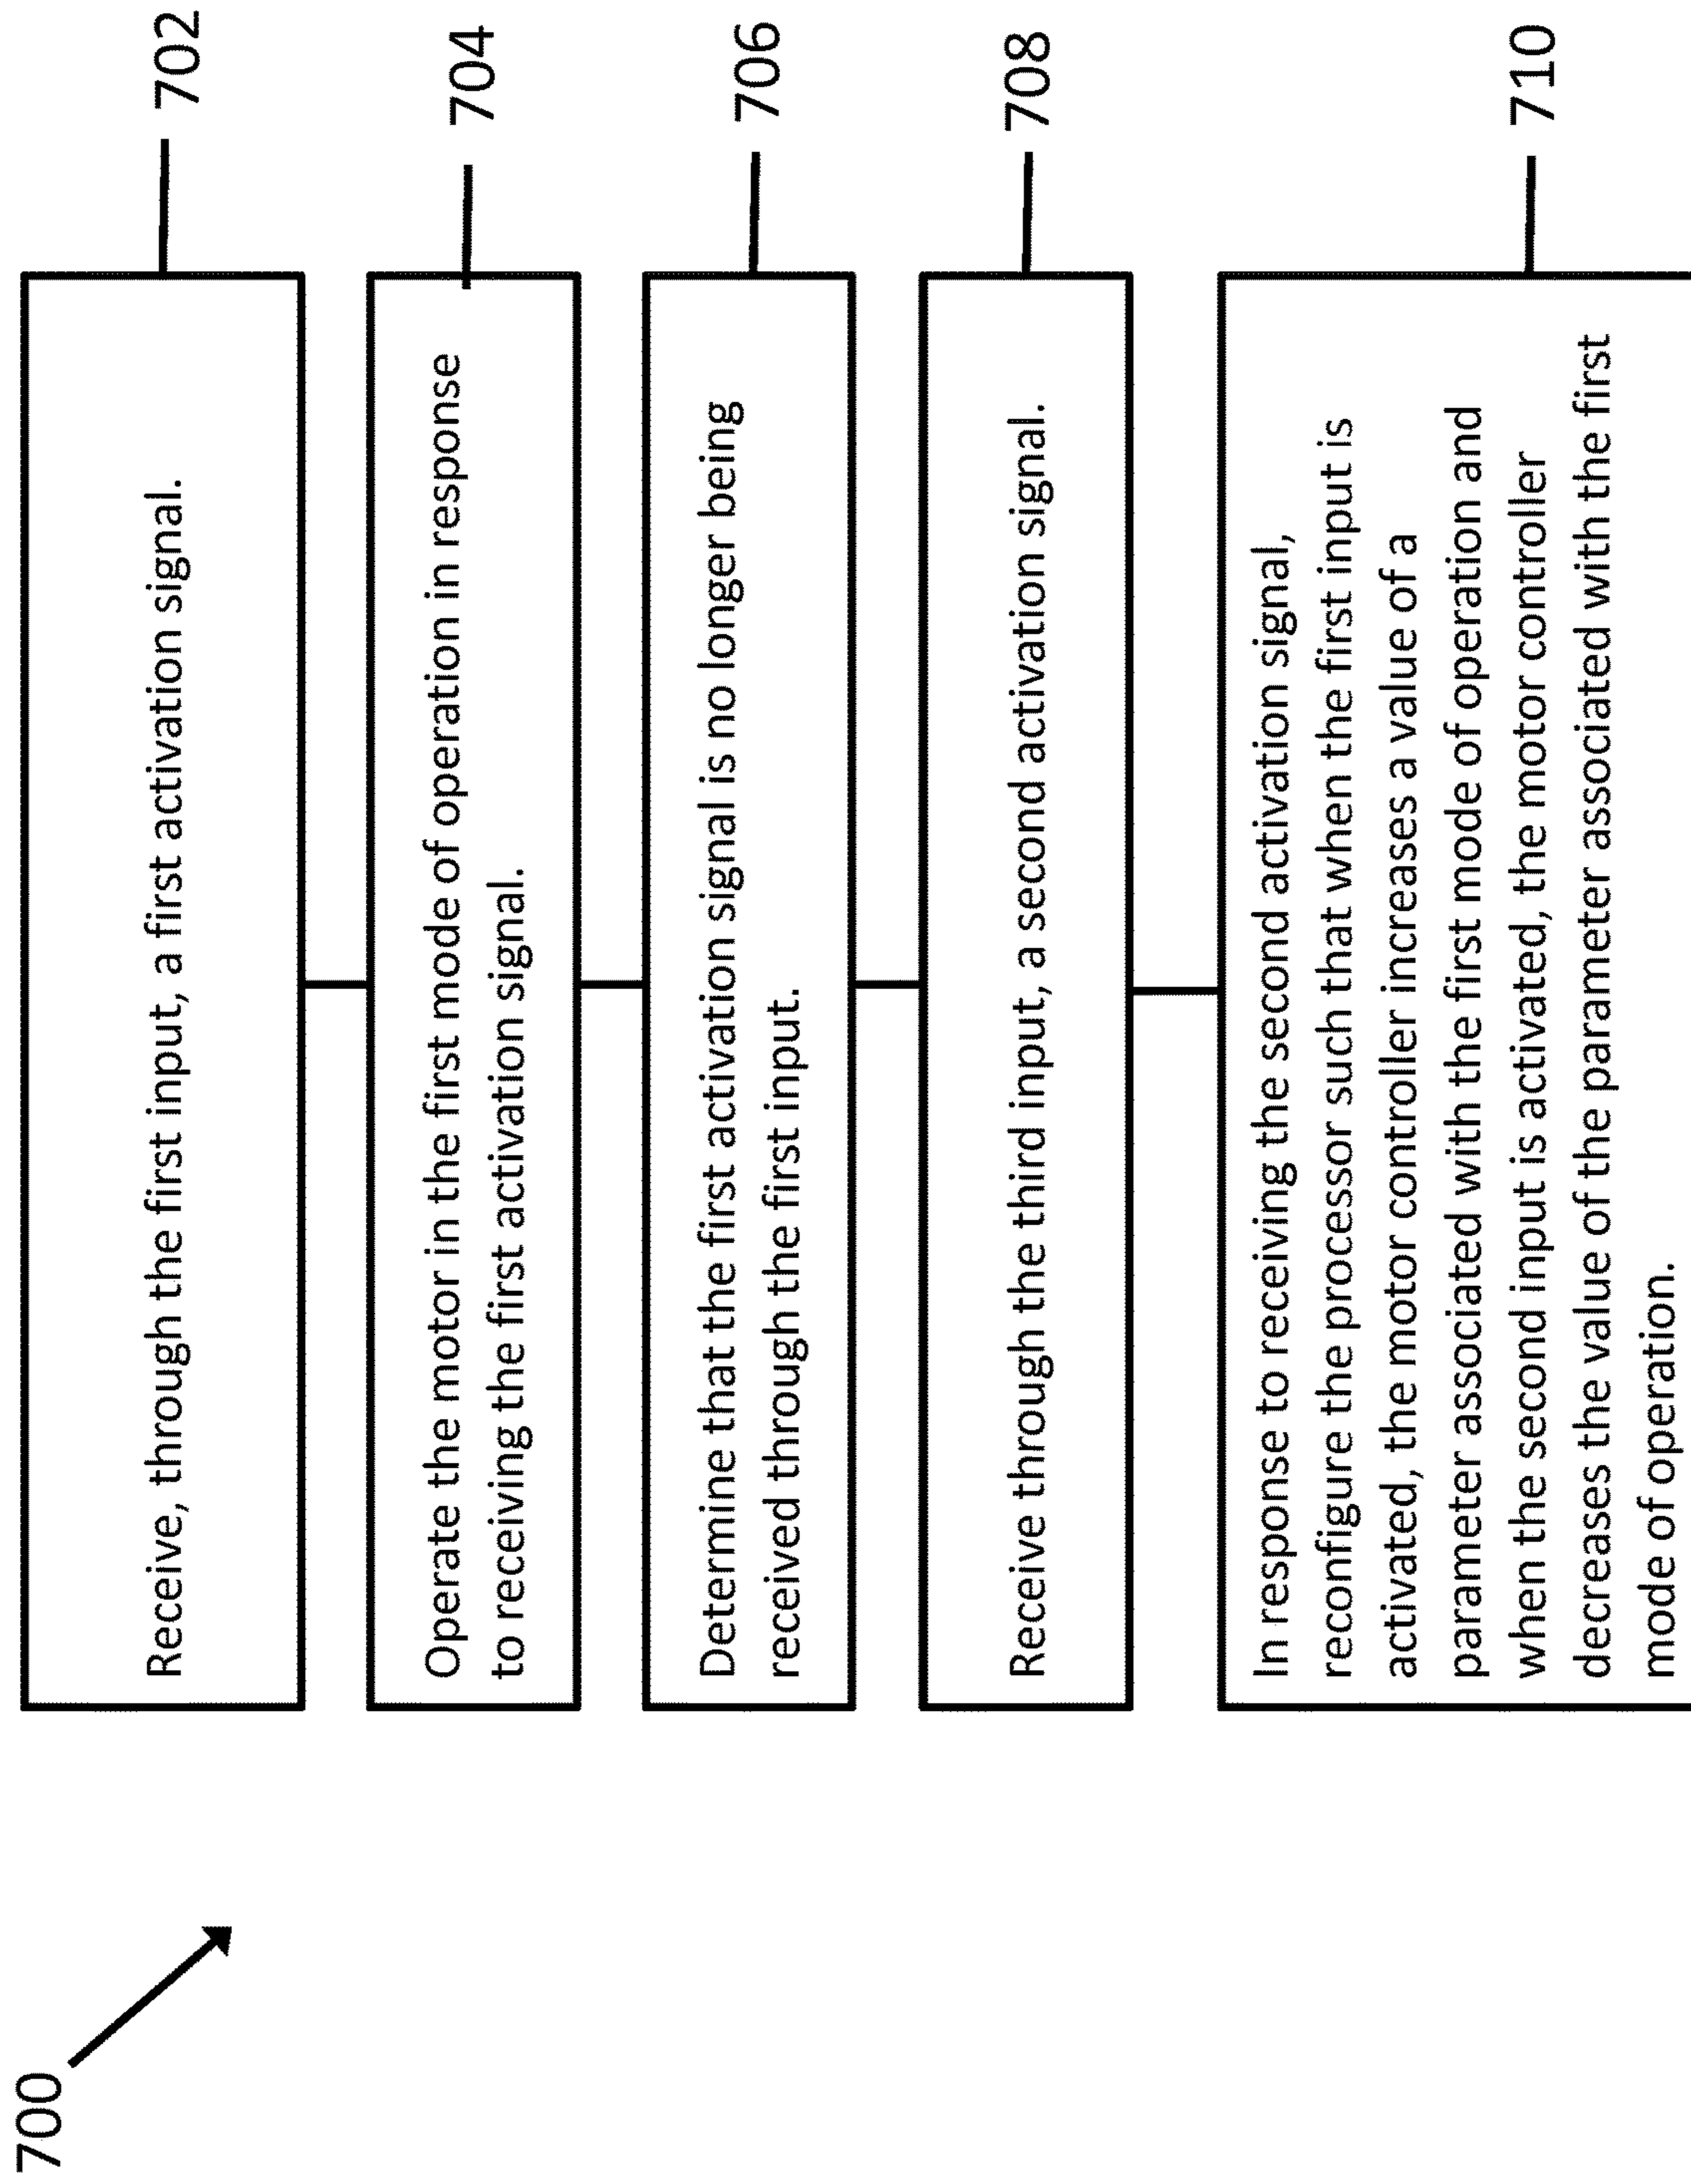 700
Receive, through the first input, a first activation signal.
702
Operate the motor in the first mode of operation in response
to receiving the first activation signal.
704
Determine that the first activation signal is no longer being
received through the first input.
706
Receive through the third input, a second activation signal.
708
In response to receiving the second activation signal,
reconfigure the processor such that when the first input is
activated, the motor controller increases a value of a
parameter associated with the first mode of operation and
when the second input is activated, the motor controller
decreases the value of the parameter associated with the first
mode of operation.
710